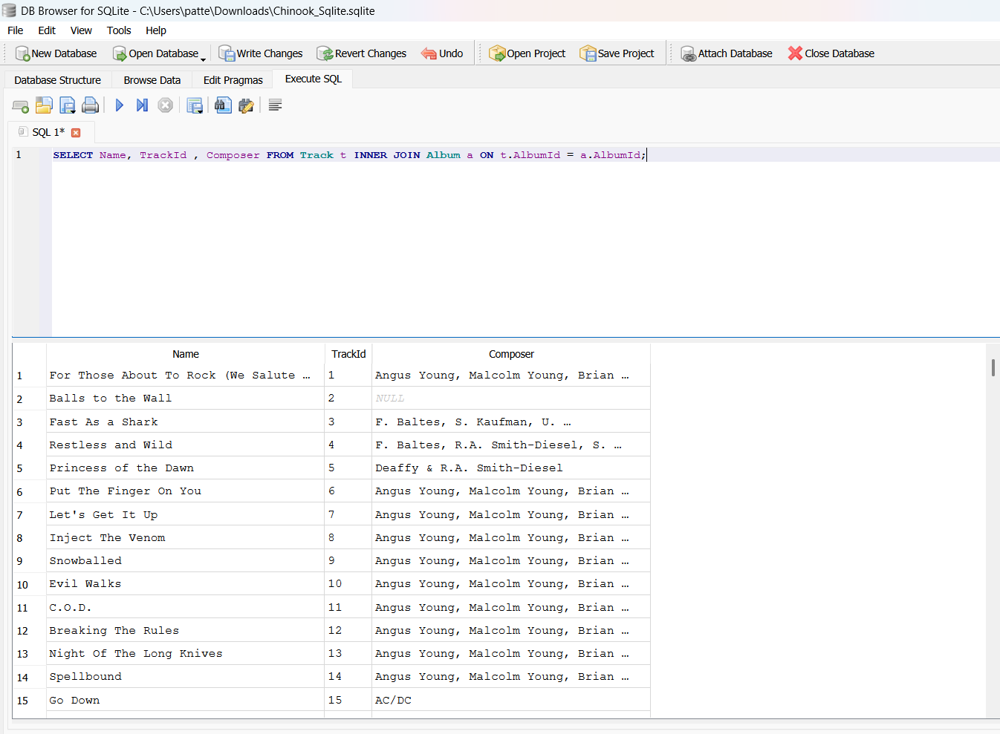 DB Browser for SQLite - C:\Users\patte\Downloads\Chinook_Sqlite.sqlite
File Edit View Tools Help
New Database Open Database Write Changes Revert Changes Undo Open Project Save Project Attach Database Close Database
Database Structure Browse Data Edit Pragmas Execute SQL
SQL 1*
1 SELECT Name, TrackId , Composer FROM Track t INNER JOIN Album a ON t.AlbumId = a.AlbumId;
Name TrackId Composer
1 For Those About To Rock (We Salute … 1 Angus Young, Malcolm Young, Brian …
2 Balls to the Wall 2 NULL
3 Fast As a Shark 3 F. Baltes, S. Kaufman, U. …
4 Restless and Wild 4 F. Baltes, R.A. Smith-Diesel, S. …
5 Princess of the Dawn 5 Deaffy & R.A. Smith-Diesel
6 Put The Finger On You 6 Angus Young, Malcolm Young, Brian …
7 Let's Get It Up 7 Angus Young, Malcolm Young, Brian …
8 Inject The Venom 8 Angus Young, Malcolm Young, Brian …
9 Snowballed 9 Angus Young, Malcolm Young, Brian …
10 Evil Walks 10 Angus Young, Malcolm Young, Brian …
11 C.O.D. 11 Angus Young, Malcolm Young, Brian …
12 Breaking The Rules 12 Angus Young, Malcolm Young, Brian …
13 Night Of The Long Knives 13 Angus Young, Malcolm Young, Brian …
14 Spellbound 14 Angus Young, Malcolm Young, Brian …
15 Go Down 15 AC/DC